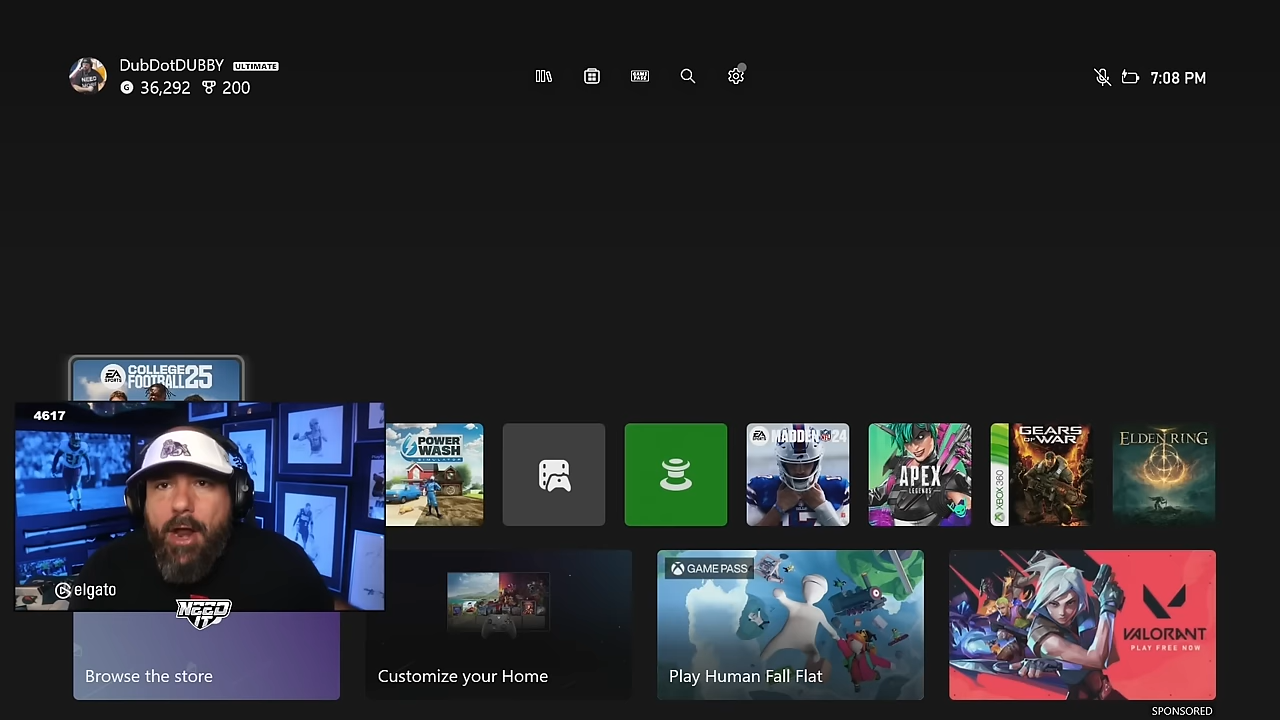 DubDotDUBBY ULTIMATE
36,292 200
7:08 PM
EA SPORTS COLLEGE FOOTBALL 25
4617
elgato
NEED IT
POWER WASH SIMULATOR
EA MADDEN NFL 24
APEX
LEGENDS
XBOX 360
GEARS OF WAR
ELDEN RING
Browse the store
Customize your Home
GAME PASS
Play Human Fall Flat
VALORANT
PLAY FREE NOW
SPONSORED